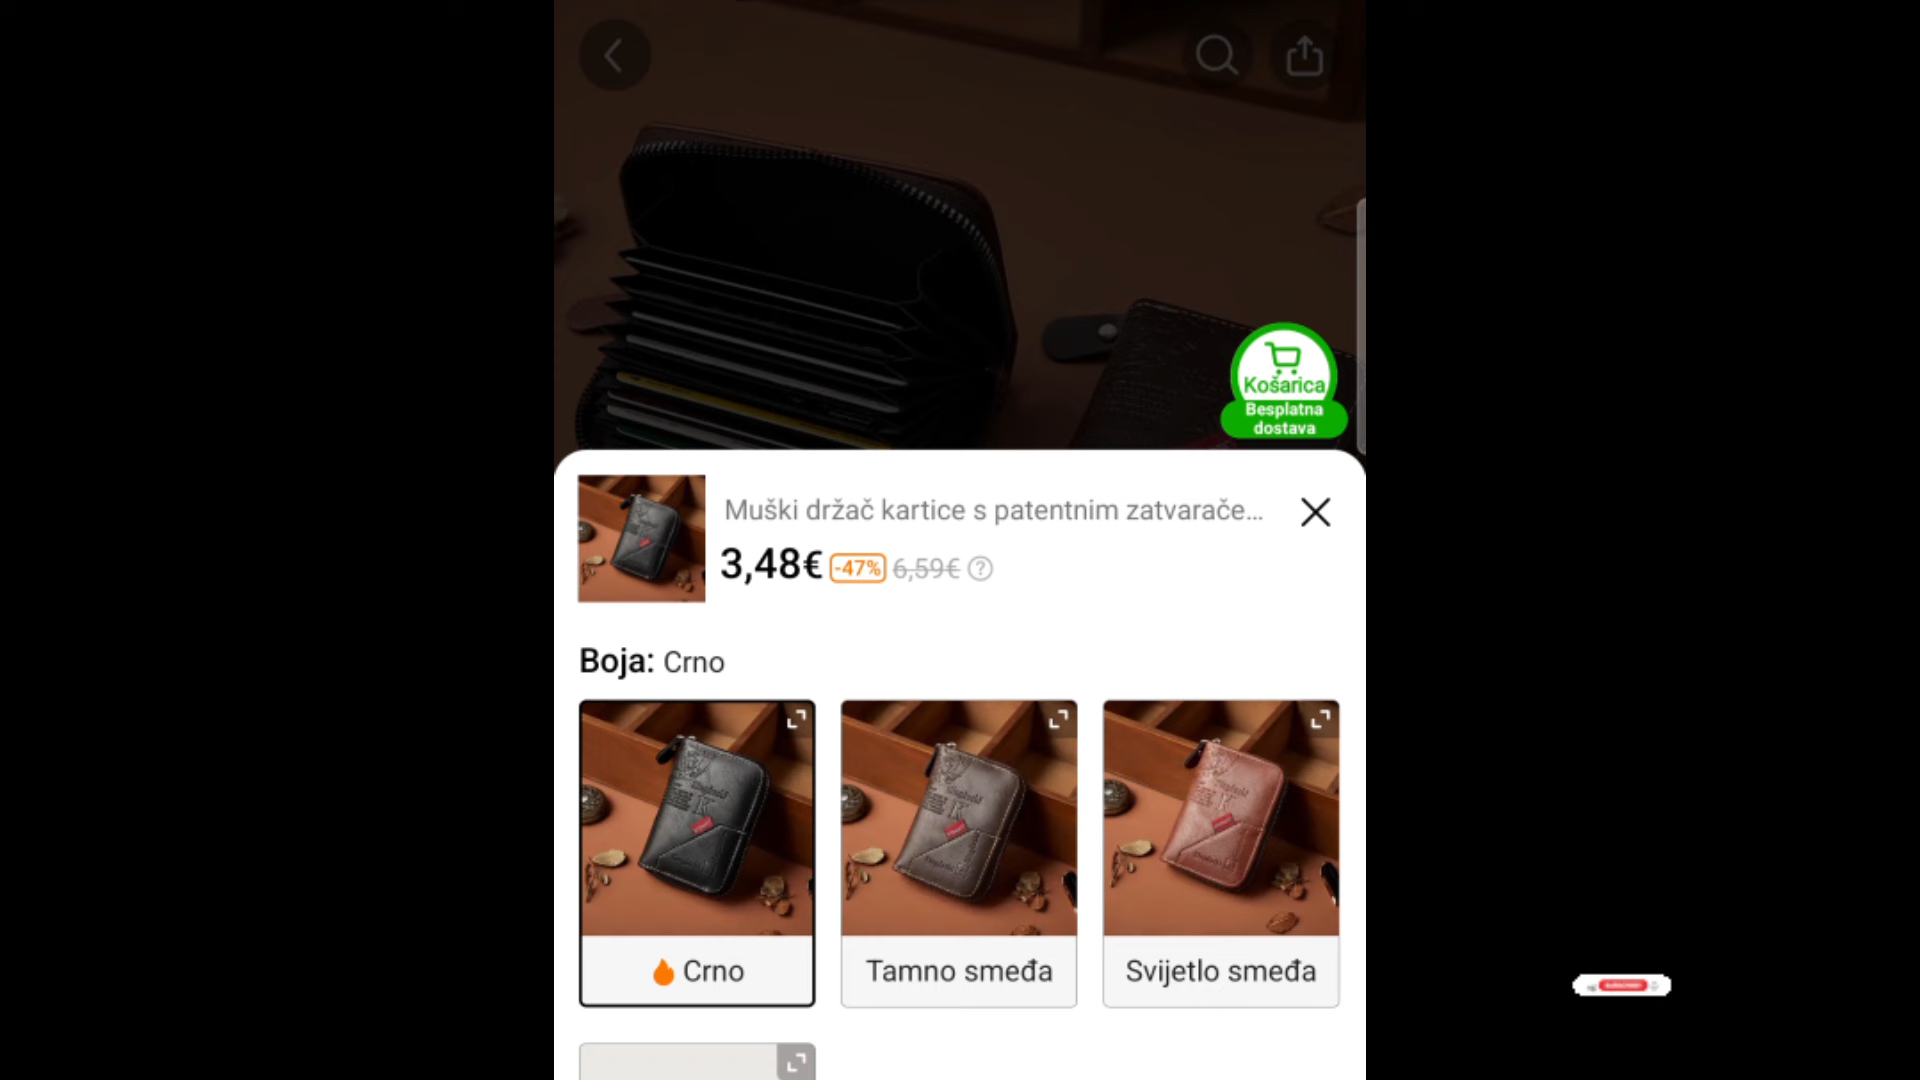 Košarica
Besplatna
dostava
Muški držač kartice s patentnim zatvarače...
3,48€ -47% 6,59€ ?
Boja: Crno
Crno
Tamno smeđa
Svijetlo smeđa